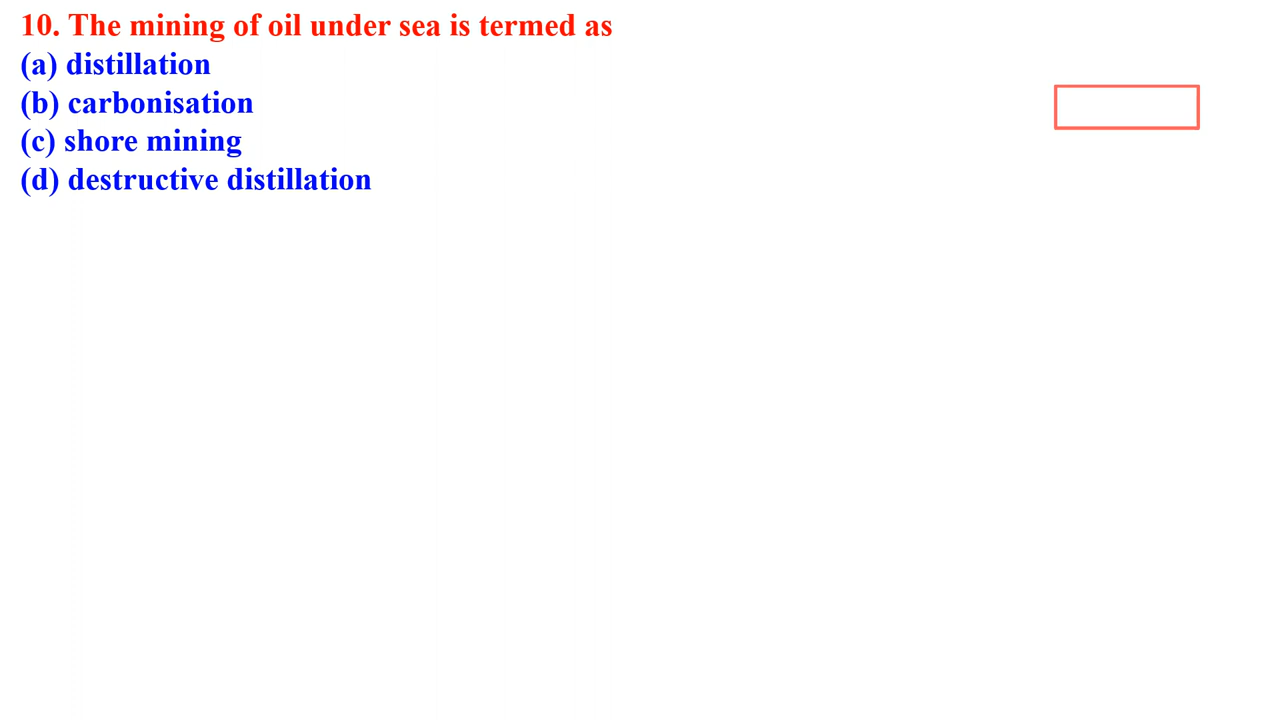 10. The mining of oil under sea is termed as
(a) distillation
(b) carbonisation
(c) shore mining
(d) destructive distillation